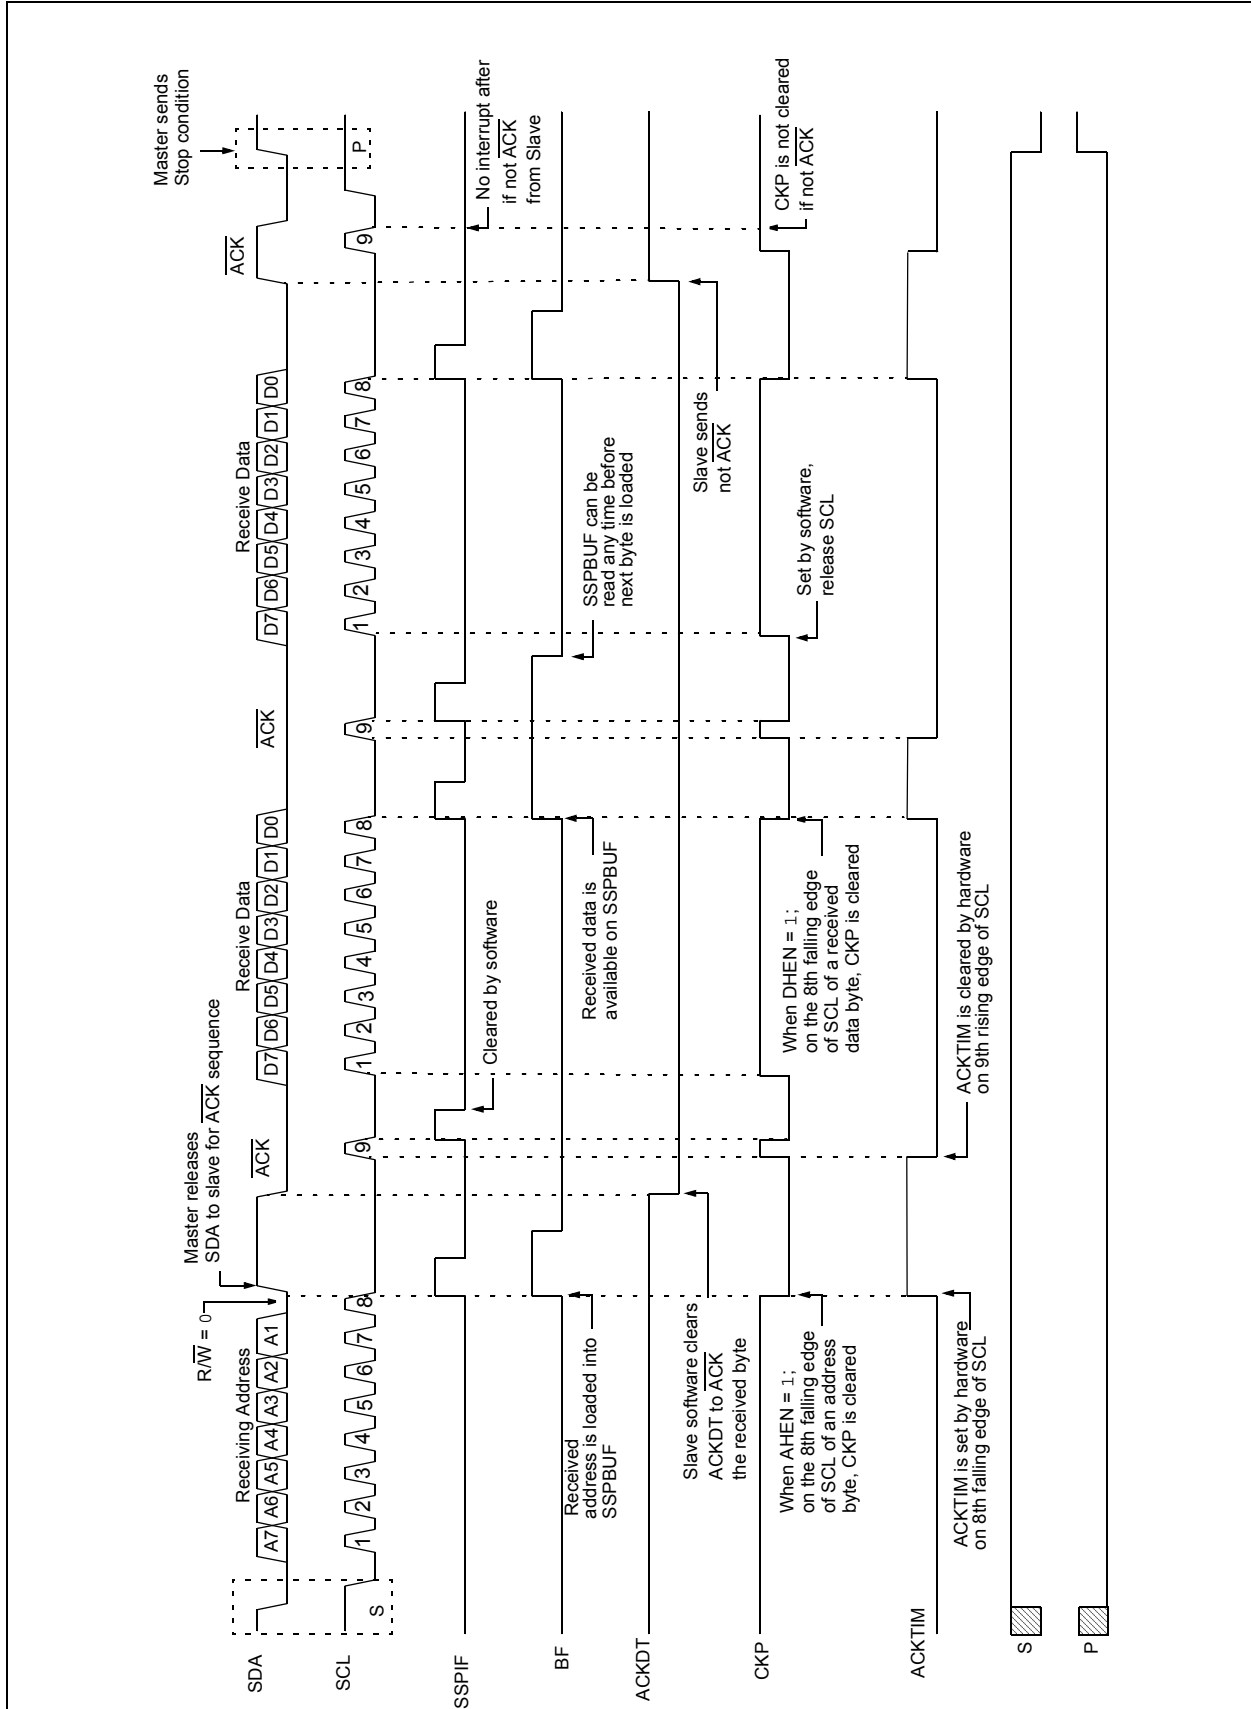 Master sends
Stop condition
Master releases
SDA to slave for ACK sequence
R/W = 0
Receiving Address
ACK
Receive Data
ACK
Receive Data
ACK
SDA
A7 A6 A5 A4 A3 A2 A1
D7 D6 D5 D4 D3 D2 D1 D0
D7 D6 D5 D4 D3 D2 D1 D0
SCL
S
1 2 3 4 5 6 7 8 9
1 2 3 4 5 6 7 8 9
1 2 3 4 5 6 7 8 9
P
SSPIF
Cleared by software
No interrupt after
if not ACK
from Slave
BF
Received
address is loaded into
SSPBUF
Received data is
available on SSPBUF
SSPBUF can be
read any time before
next byte is loaded
ACKDT
Slave software clears
ACKDT to ACK
the received byte
Slave sends
not ACK
CKP
When AHEN = 1;
on the 8th falling edge
of SCL of an address
byte, CKP is cleared
When DHEN = 1;
on the 8th falling edge
of SCL of a received
data byte, CKP is cleared
Set by software,
release SCL
CKP is not cleared
if not ACK
ACKTIM
ACKTIM is set by hardware
on 8th falling edge of SCL
ACKTIM is cleared by hardware
on 9th rising edge of SCL
S
P